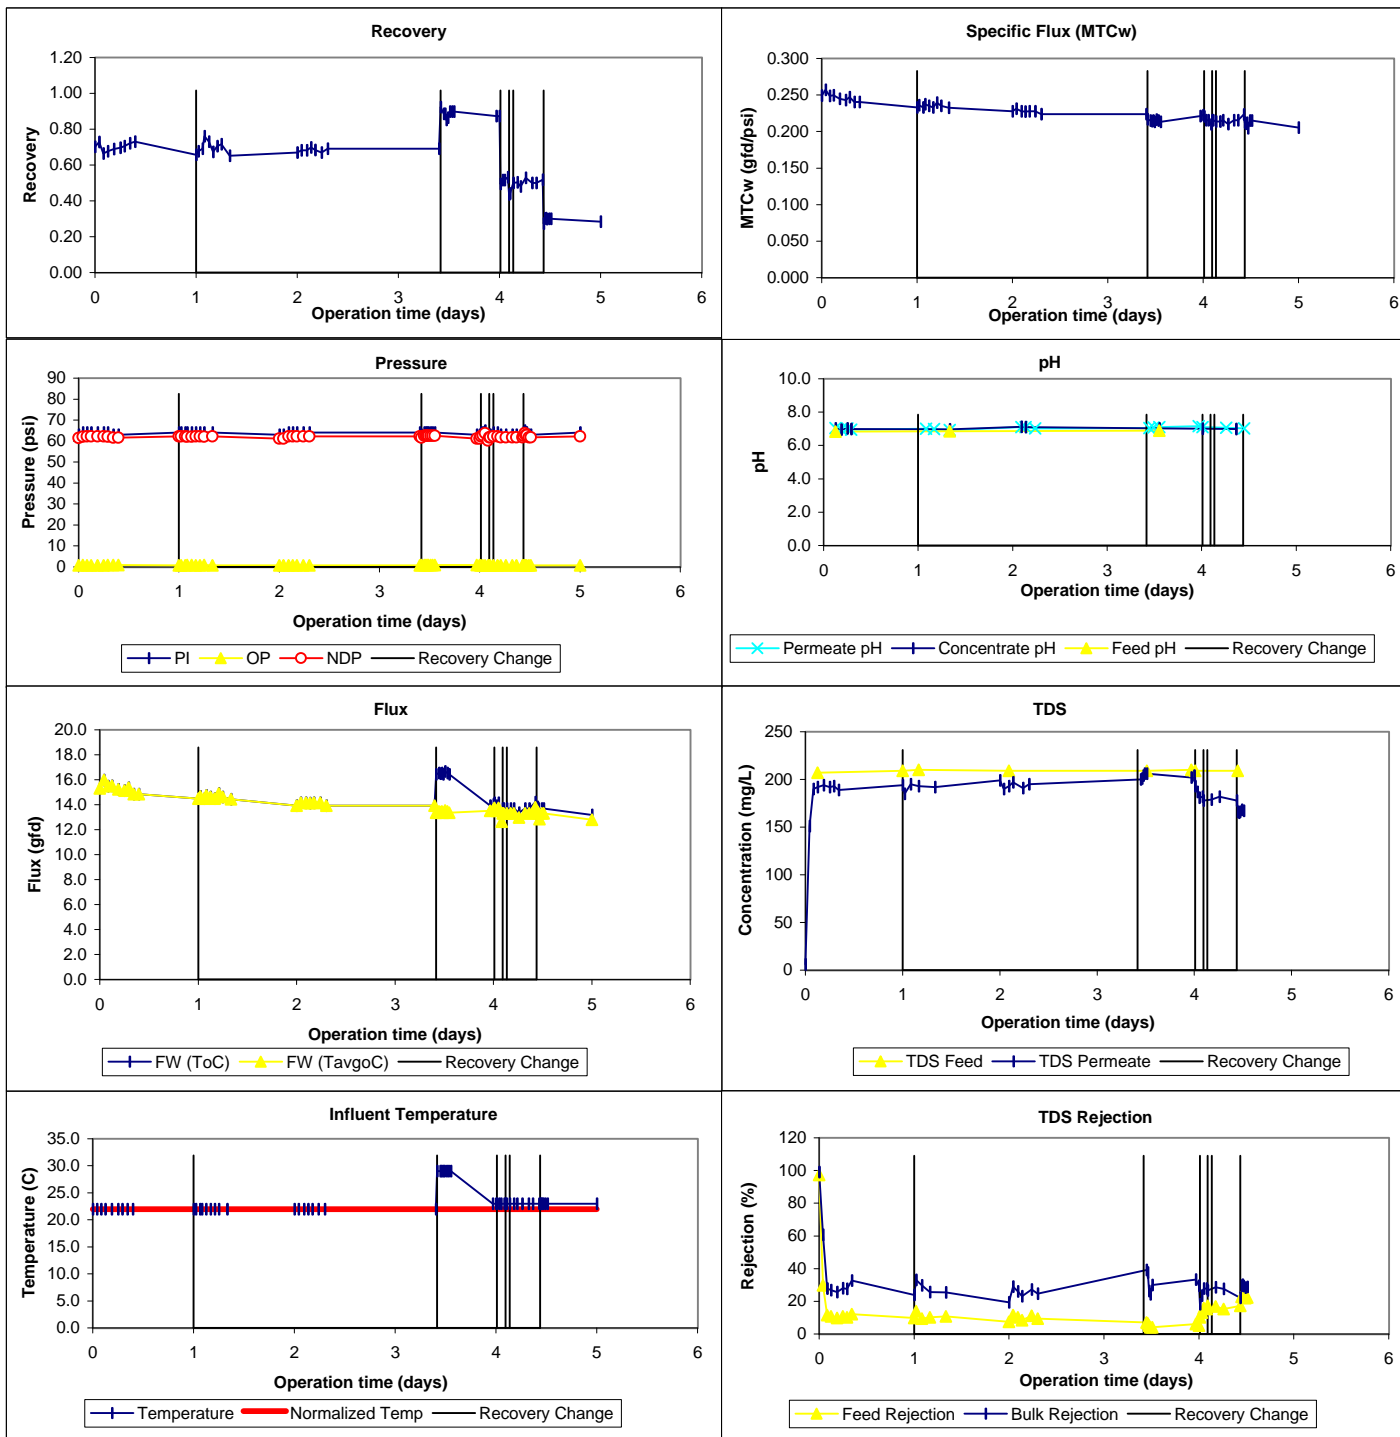 Recovery
1.20
1.00
0.80
0.60
0.40
0.20
0.00
Recovery
0 1 2 3 4 5 6
Operation time (days)
Specific Flux (MTCw)
0.300
0.250
0.200
0.150
0.100
0.050
0.000
MTCw (gfd/psi)
0 1 2 3 4 5 6
Operation time (days)
Pressure
90
80
70
60
50
40
30
20
10
0
Pressure (psi)
0 1 2 3 4 5 6
Operation time (days)
PI OP NDP Recovery Change
pH
10.0
8.0
6.0
4.0
2.0
0.0
pH
0 1 2 3 4 5 6
Operation time (days)
Permeate pH Concentrate pH Feed pH Recovery Change
Flux
20.0
18.0
16.0
14.0
12.0
10.0
8.0
6.0
4.0
2.0
0.0
Flux (gfd)
0 1 2 3 4 5 6
Operation time (days)
FW (ToC) FW (TavgoC) Recovery Change
TDS
250
200
150
100
50
0
Concentration (mg/L)
0 1 2 3 4 5 6
Operation time (days)
TDS Feed TDS Permeate Recovery Change
Influent Temperature
35.0
30.0
25.0
20.0
15.0
10.0
5.0
0.0
Temperature (C)
0 1 2 3 4 5 6
Operation time (days)
Temperature Normalized Temp Recovery Change
TDS Rejection
120
100
80
60
40
20
0
Rejection (%)
0 1 2 3 4 5 6
Operation time (days)
Feed Rejection Bulk Rejection Recovery Change